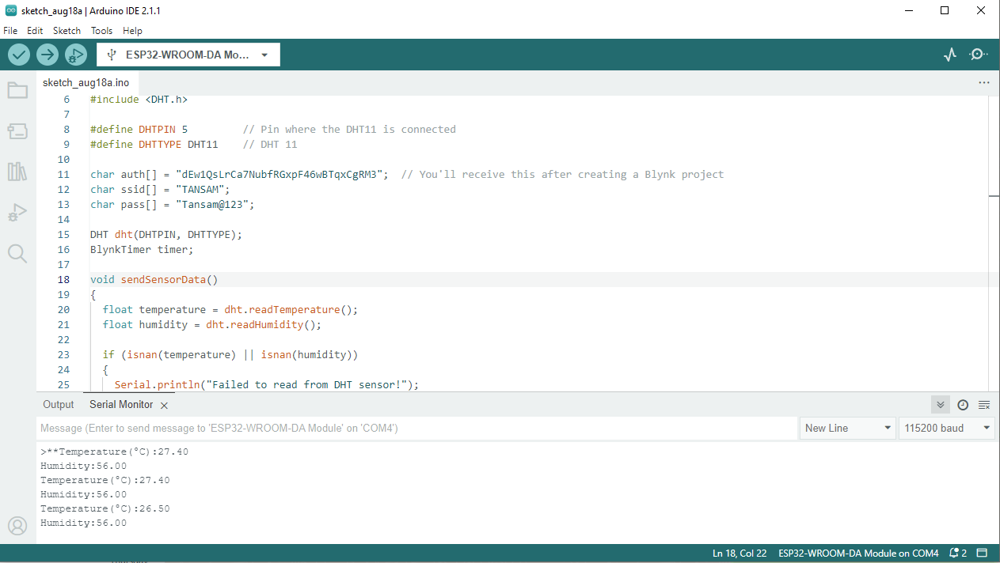 sketch_aug18a | Arduino IDE 2.1.1
File Edit Sketch Tools Help
ESP32-WROOM-DA Mo...
sketch_aug18a.ino
6 #include <DHT.h>
7
8 #define DHTPIN 5 // Pin where the DHT11 is connected
9 #define DHTTYPE DHT11 // DHT 11
10
11 char auth[] = "dEw1QsLrCa7NubfRGxpF46wBTqxCgRM3"; // You'll receive this after creating a Blynk project
12 char ssid[] = "TANSAM";
13 char pass[] = "Tansam@123";
14
15 DHT dht(DHTPIN, DHTTYPE);
16 BlynkTimer timer;
17
18 void sendSensorData()
19 {
20 float temperature = dht.readTemperature();
21 float humidity = dht.readHumidity();
22
23 if (isnan(temperature) || isnan(humidity))
24 {
25 Serial.println("Failed to read from DHT sensor!");
Output Serial Monitor
Message (Enter to send message to 'ESP32-WROOM-DA Module' on 'COM4')
New Line
115200 baud
>**Temperature(°C):27.40
Humidity:56.00
Temperature(°C):27.40
Humidity:56.00
Temperature(°C):26.50
Humidity:56.00
Ln 18, Col 22 ESP32-WROOM-DA Module on COM4 2